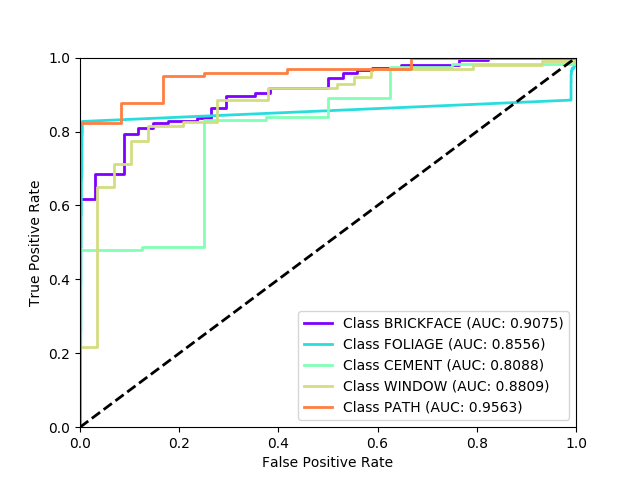 1.0
0.8
0.6
0.4
0.2
0.0
True Positive Rate
Class BRICKFACE (AUC: 0.9075)
Class FOLIAGE (AUC: 0.8556)
Class CEMENT (AUC: 0.8088)
Class WINDOW (AUC: 0.8809)
Class PATH (AUC: 0.9563)
0.0 0.2 0.4 0.6 0.8 1.0
False Positive Rate